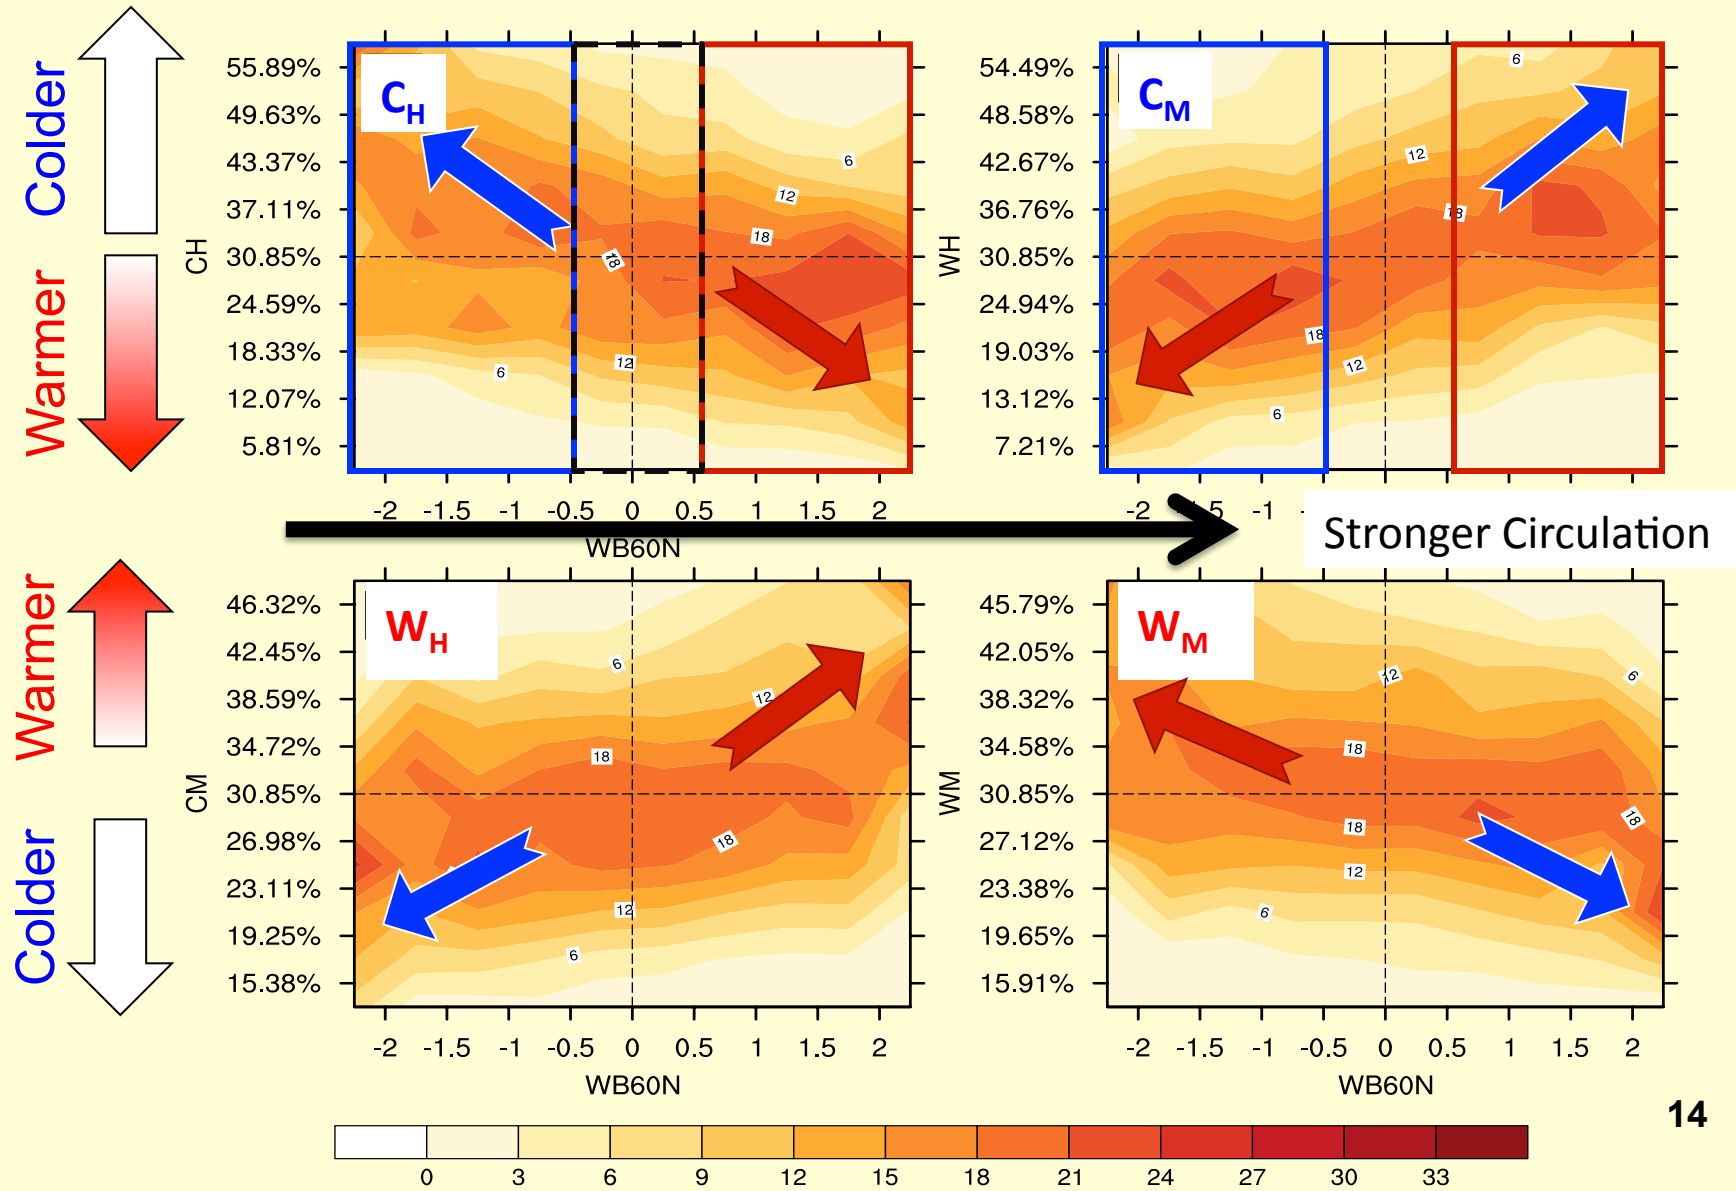 Colder
Warmer
CH
55.89%
49.63%
43.37%
37.11%
30.85%
24.59%
18.33%
12.07%
5.81%
C_H
6
12
18
18
12
6
-2 -1.5 -1 -0.5 0 0.5 1 1.5 2
WB60N
WH
54.49%
48.58%
42.67%
36.76%
30.85%
24.94%
19.03%
13.12%
7.21%
C_M
6
12
18
18
12
6
-2 -1.5 -1
Stronger Circulation
Warmer
Colder
CM
46.32%
42.45%
38.59%
34.72%
30.85%
26.98%
23.11%
19.25%
15.38%
W_H
6
12
18
18
12
6
-2 -1.5 -1 -0.5 0 0.5 1 1.5 2
WB60N
WM
45.79%
42.05%
38.32%
34.58%
30.85%
27.12%
23.38%
19.65%
15.91%
W_M
12
6
18
18
18
12
6
-2 -1.5 -1 -0.5 0 0.5 1 1.5 2
WB60N
14
0 3 6 9 12 15 18 21 24 27 30 33